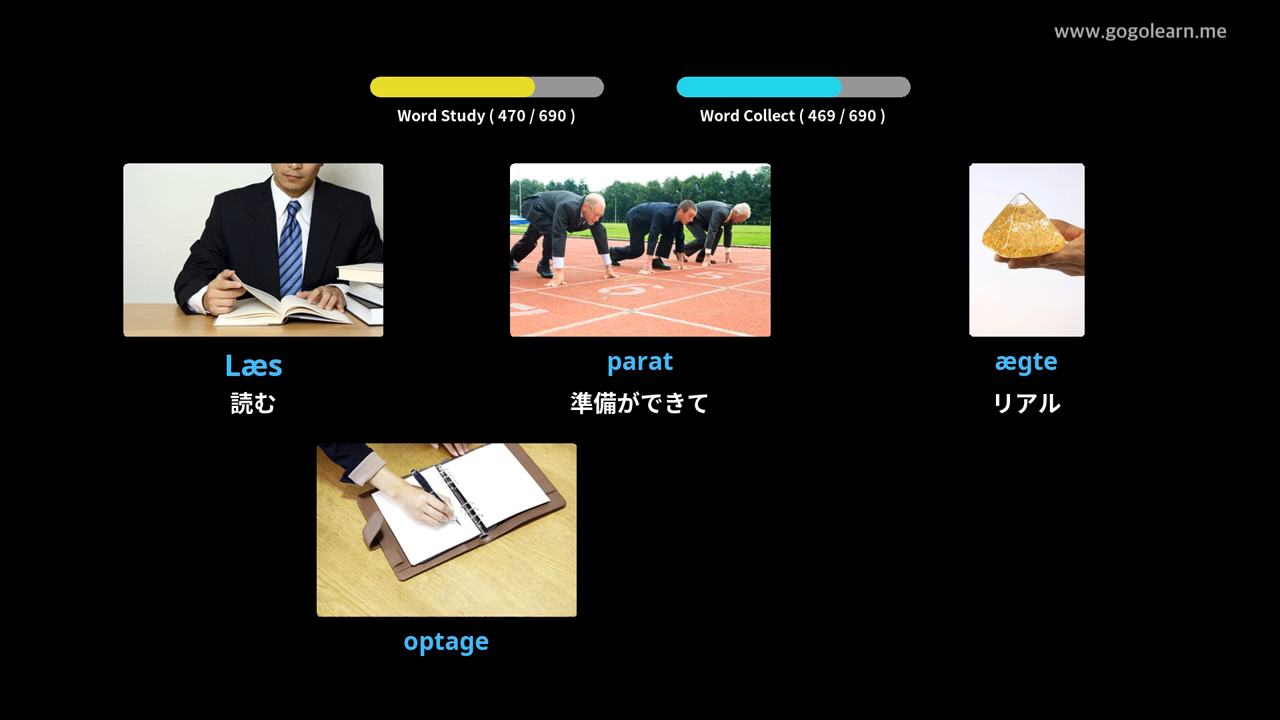 www.gogolearn.me
Word Study ( 470 / 690 )
Word Collect ( 469 / 690 )
Læs
読む
parat
準備ができて
ægte
リアル
optage